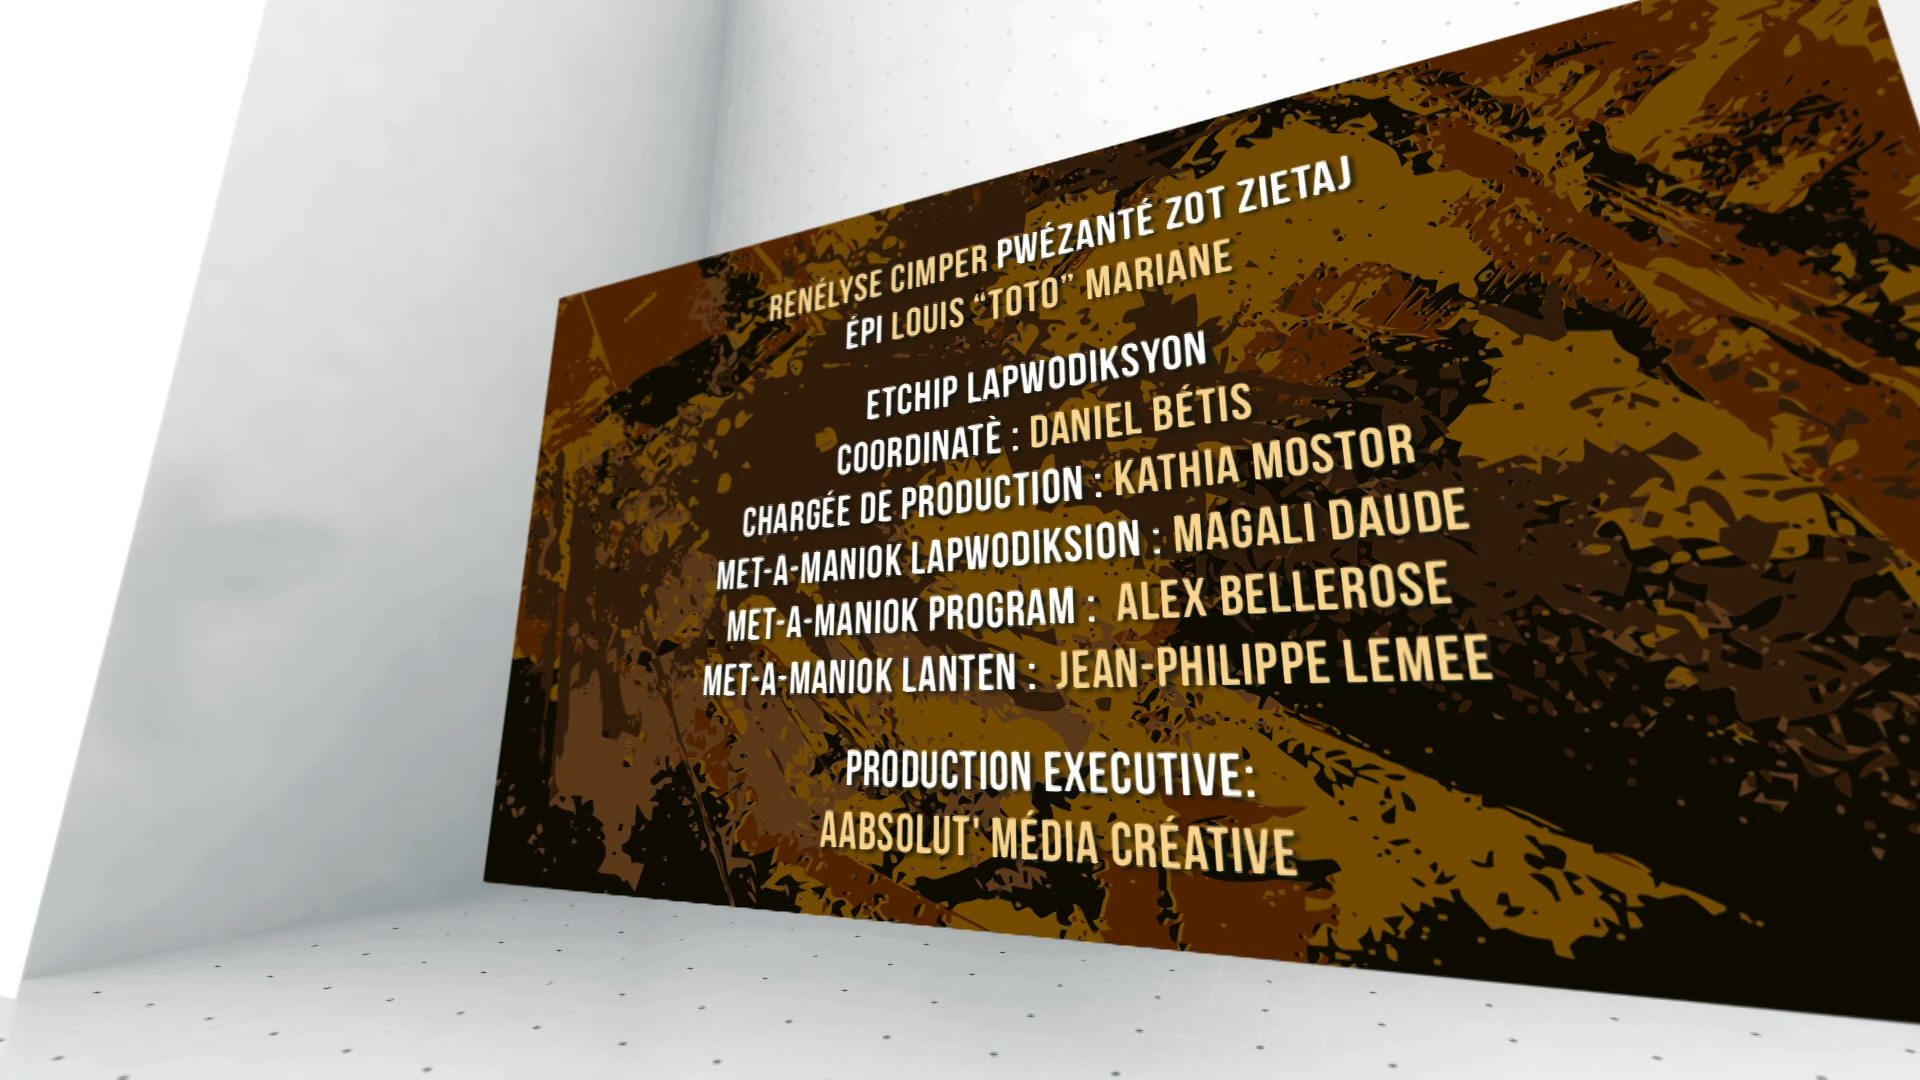 RENÉLYSE CIMPER PWÉZANTÉ ZOT ZIETAJ
ÉPI LOUIS “TOTO” MARIANE
ETCHIP LAPWODIKSYON
COORDINATÈ : DANIEL BÉTIS
CHARGÉE DE PRODUCTION : KATHIA MOSTOR
MET-A-MANIOK LAPWODIKSION : MAGALI DAUDE
MET-A-MANIOK PROGRAM : ALEX BELLEROSE
MET-A-MANIOK LANTEN : JEAN-PHILIPPE LEMEE
PRODUCTION EXECUTIVE:
AABSOLUT' MÉDIA CRÉATIVE